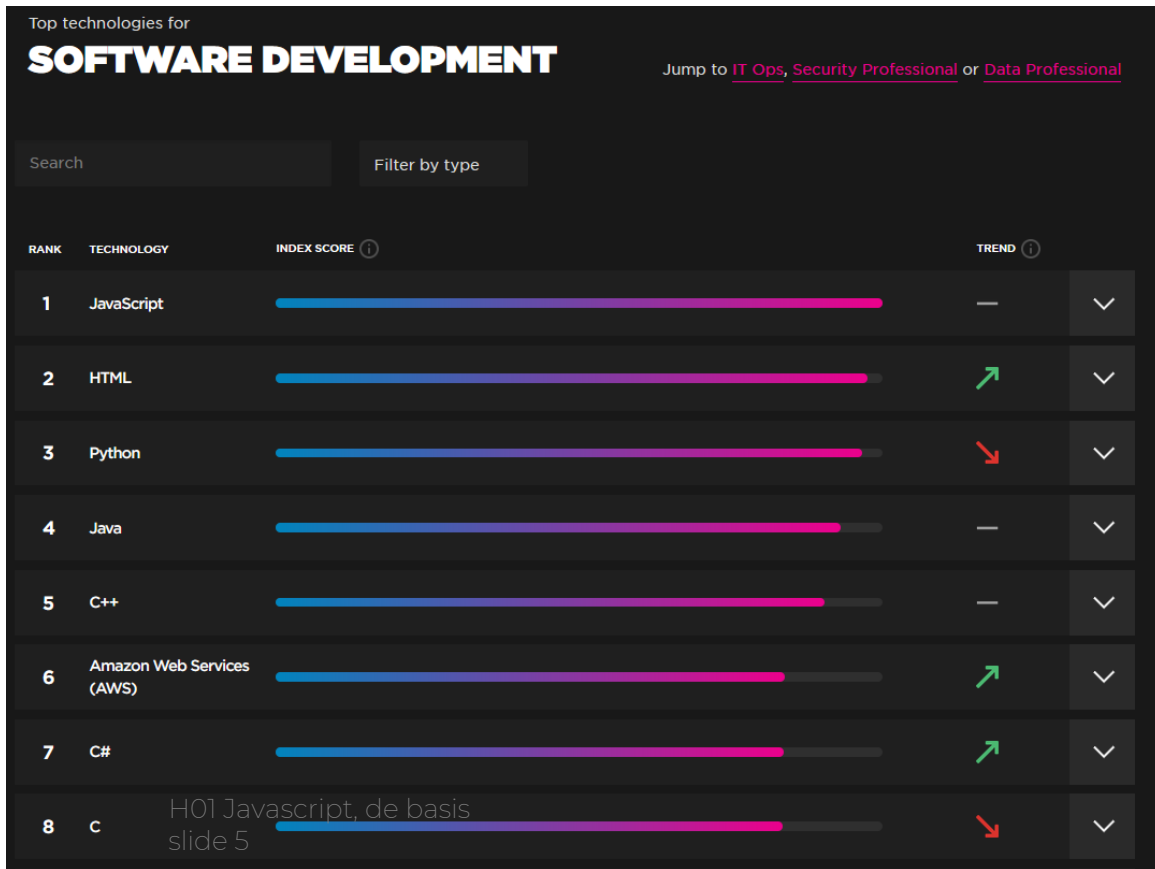 Top technologies for
SOFTWARE DEVELOPMENT
Jump to IT Ops, Security Professional or Data Professional
Search
Filter by type
RANK TECHNOLOGY INDEX SCORE TREND
1 JavaScript
2 HTML
3 Python
4 Java
5 C++
6 Amazon Web Services
(AWS)
7 C#
8 C
H01 Javascript, de basis
slide 5